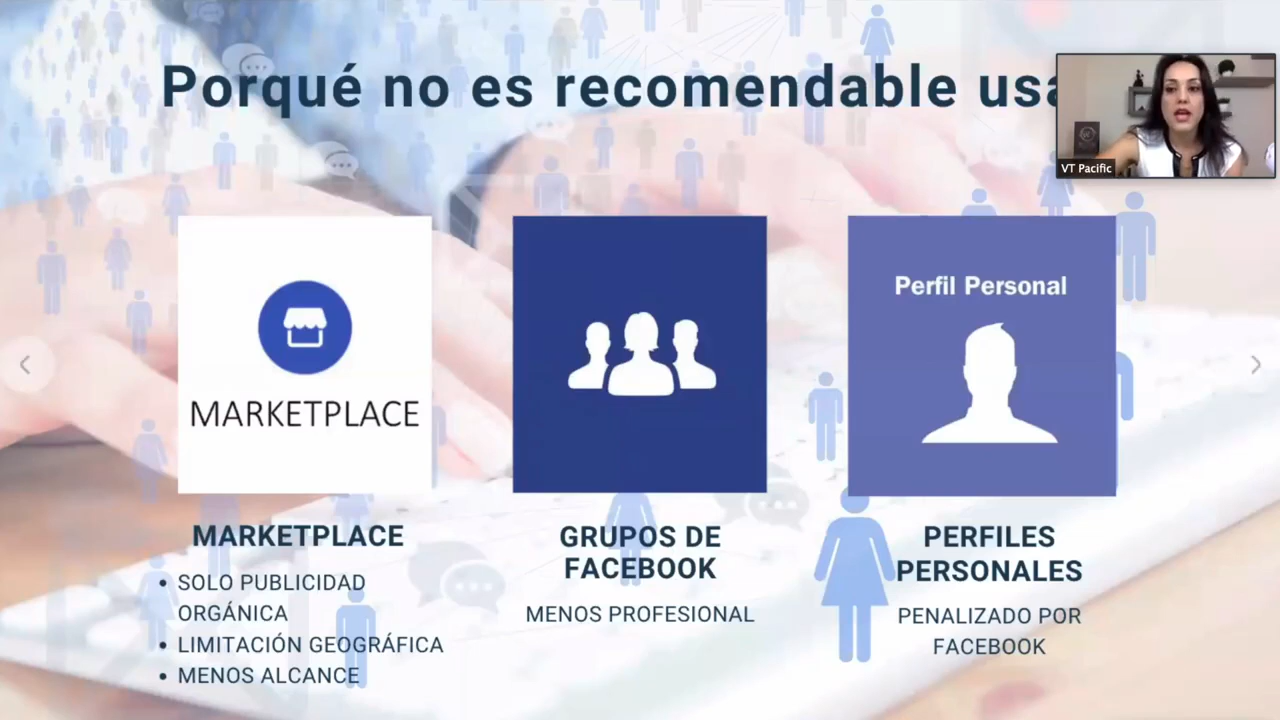 Porqué no es recomendable usa
VT Pacific
MARKETPLACE
Perfil Personal
MARKETPLACE
• SOLO PUBLICIDAD
ORGÁNICA
• LIMITACIÓN GEOGRÁFICA
• MENOS ALCANCE
GRUPOS DE
FACEBOOK
MENOS PROFESIONAL
PERFILES
PERSONALES
PENALIZADO POR
FACEBOOK